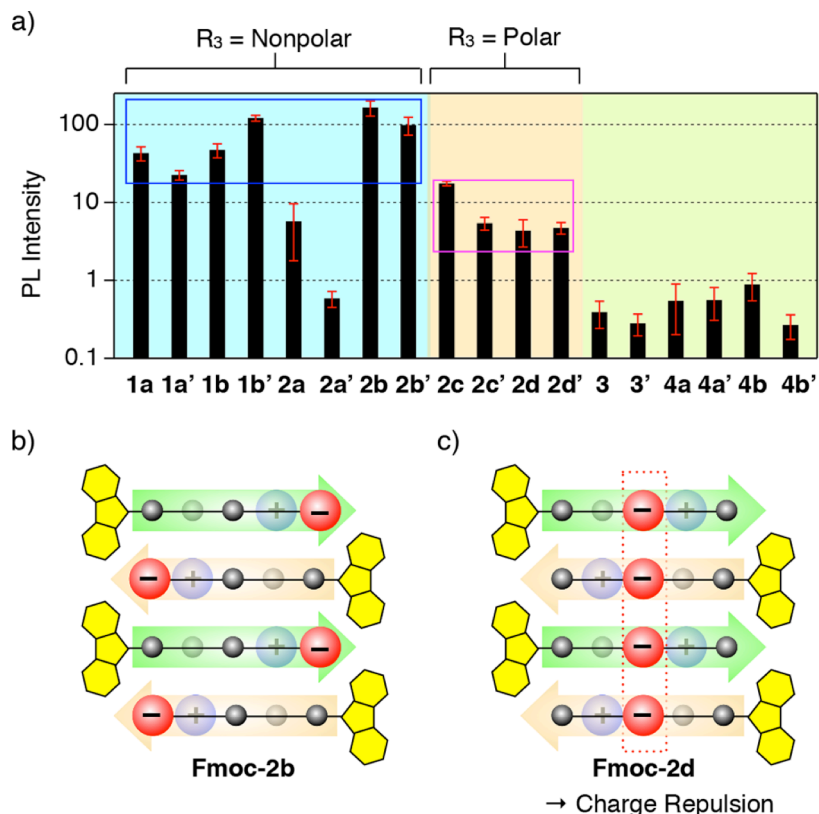 a)
R₃ = Nonpolar
R₃ = Polar
PL Intensity
100
10
1
0.1
1a 1a’ 1b 1b’ 2a 2a’ 2b 2b’ 2c 2c’ 2d 2d’ 3 3’ 4a 4a’ 4b 4b’
b)
+ −
− +
+ −
− +
Fmoc-2b
c)
− +
+ −
− +
+ −
Fmoc-2d
→ Charge Repulsion